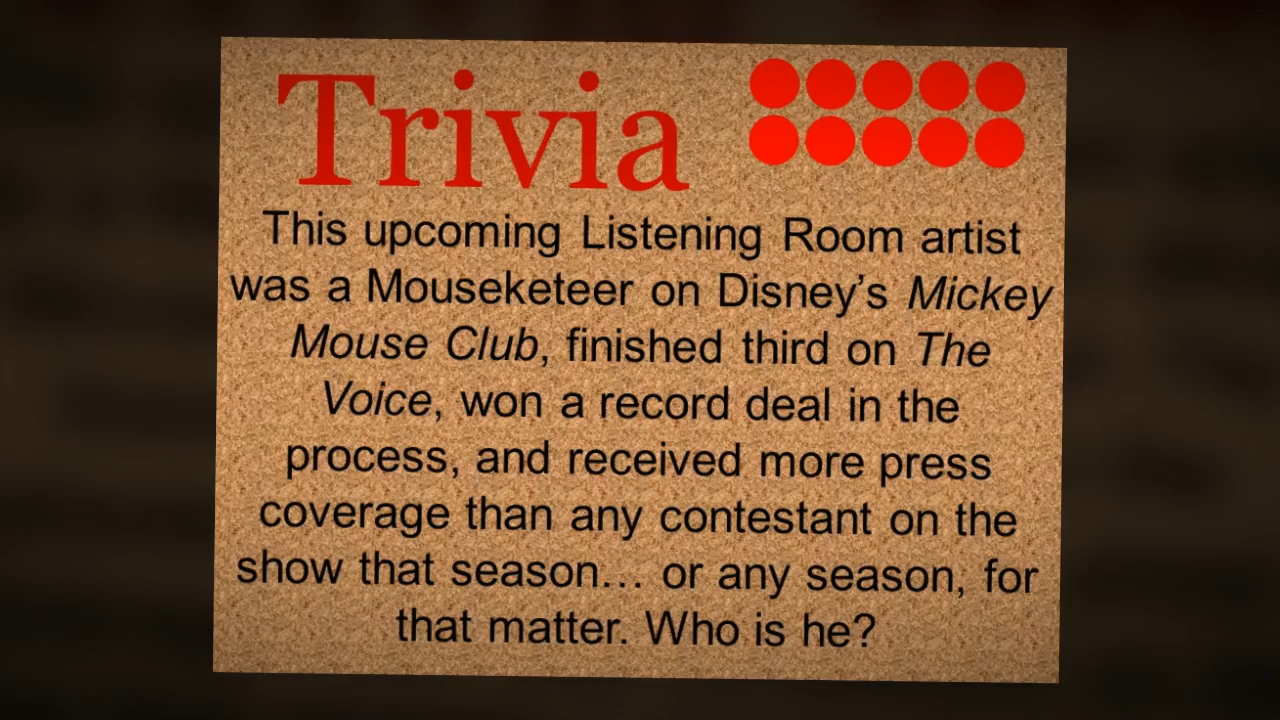 Trivia
This upcoming Listening Room artist
was a Mouseketeer on Disney’s Mickey
Mouse Club, finished third on The
Voice, won a record deal in the
process, and received more press
coverage than any contestant on the
show that season… or any season, for
that matter. Who is he?